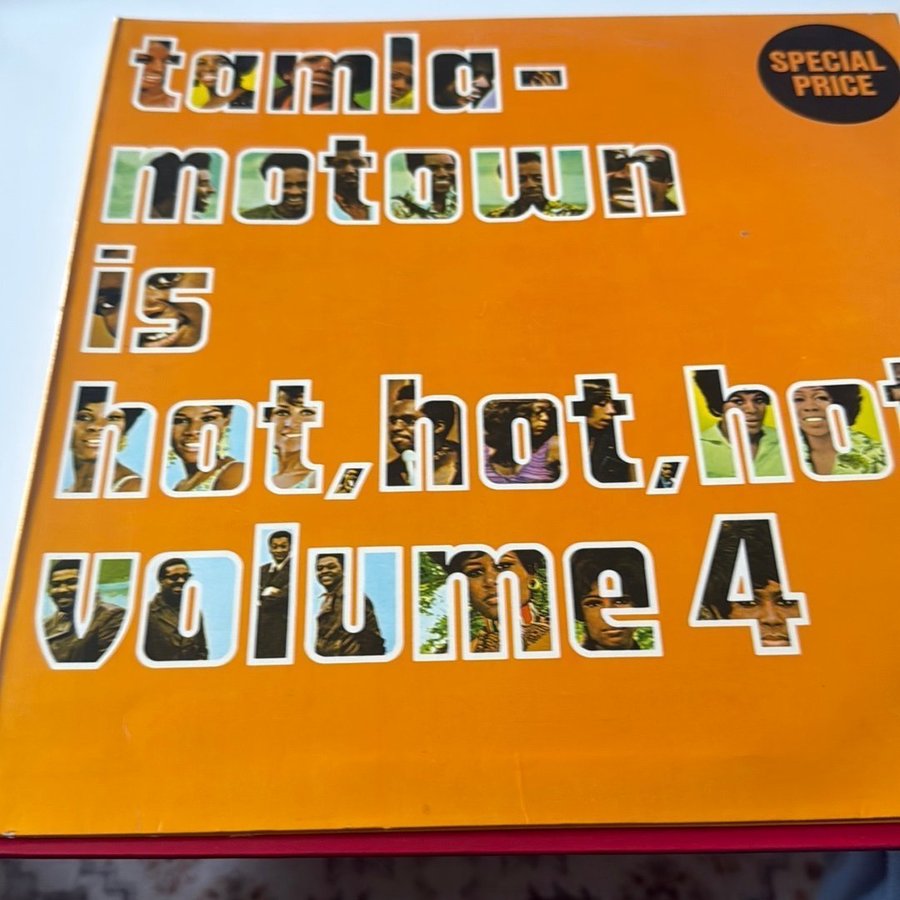 tamla-
SPECIAL
PRICE
motown
is
hot, hot, hot
volume 4